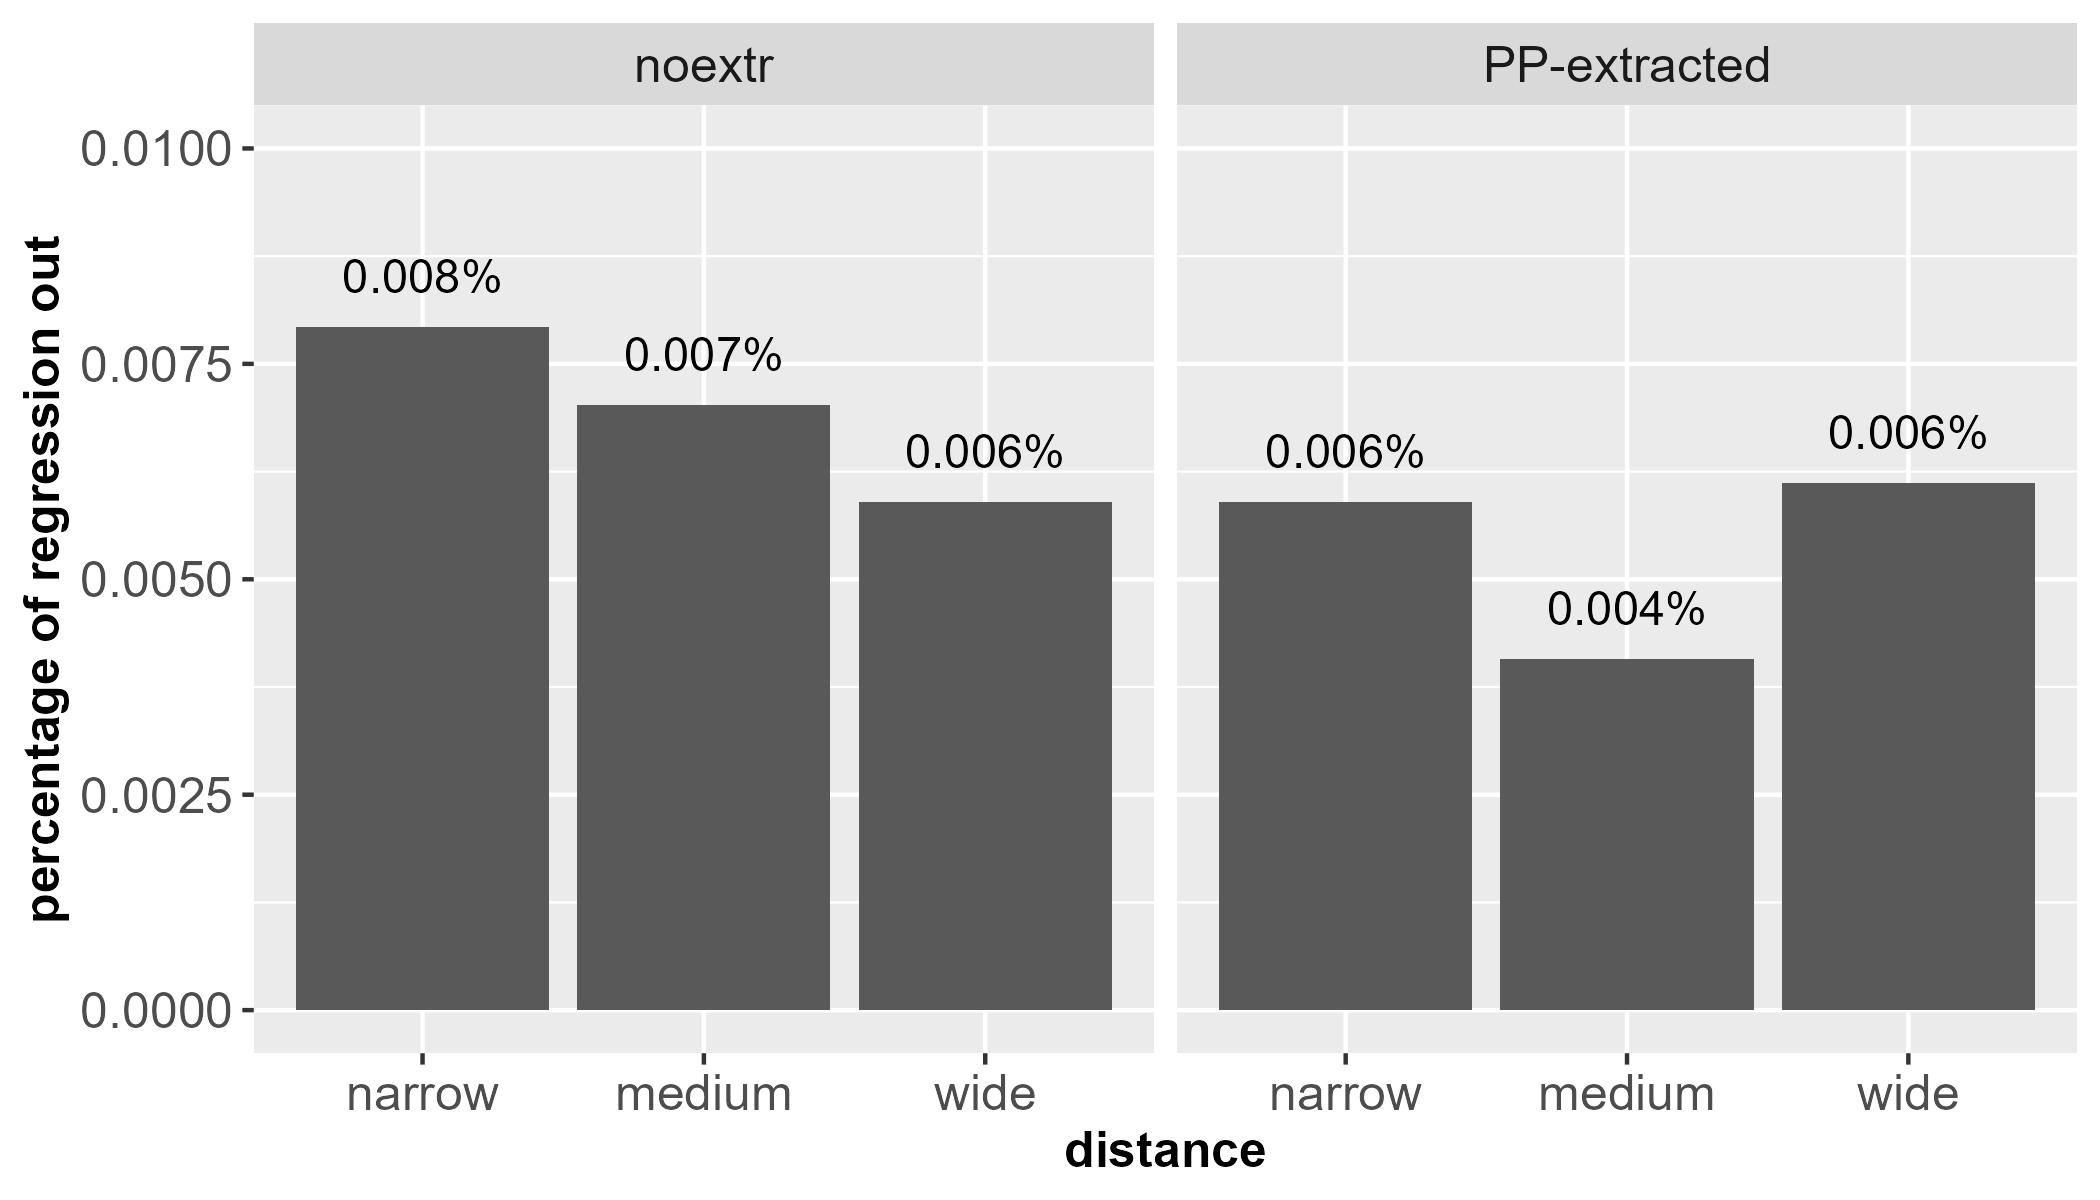 noextr
PP-extracted
percentage of regression out
0.0100
0.0075
0.0050
0.0025
0.0000
0.008%
0.007%
0.006%
0.006%
0.004%
0.006%
narrow medium wide
narrow medium wide
distance